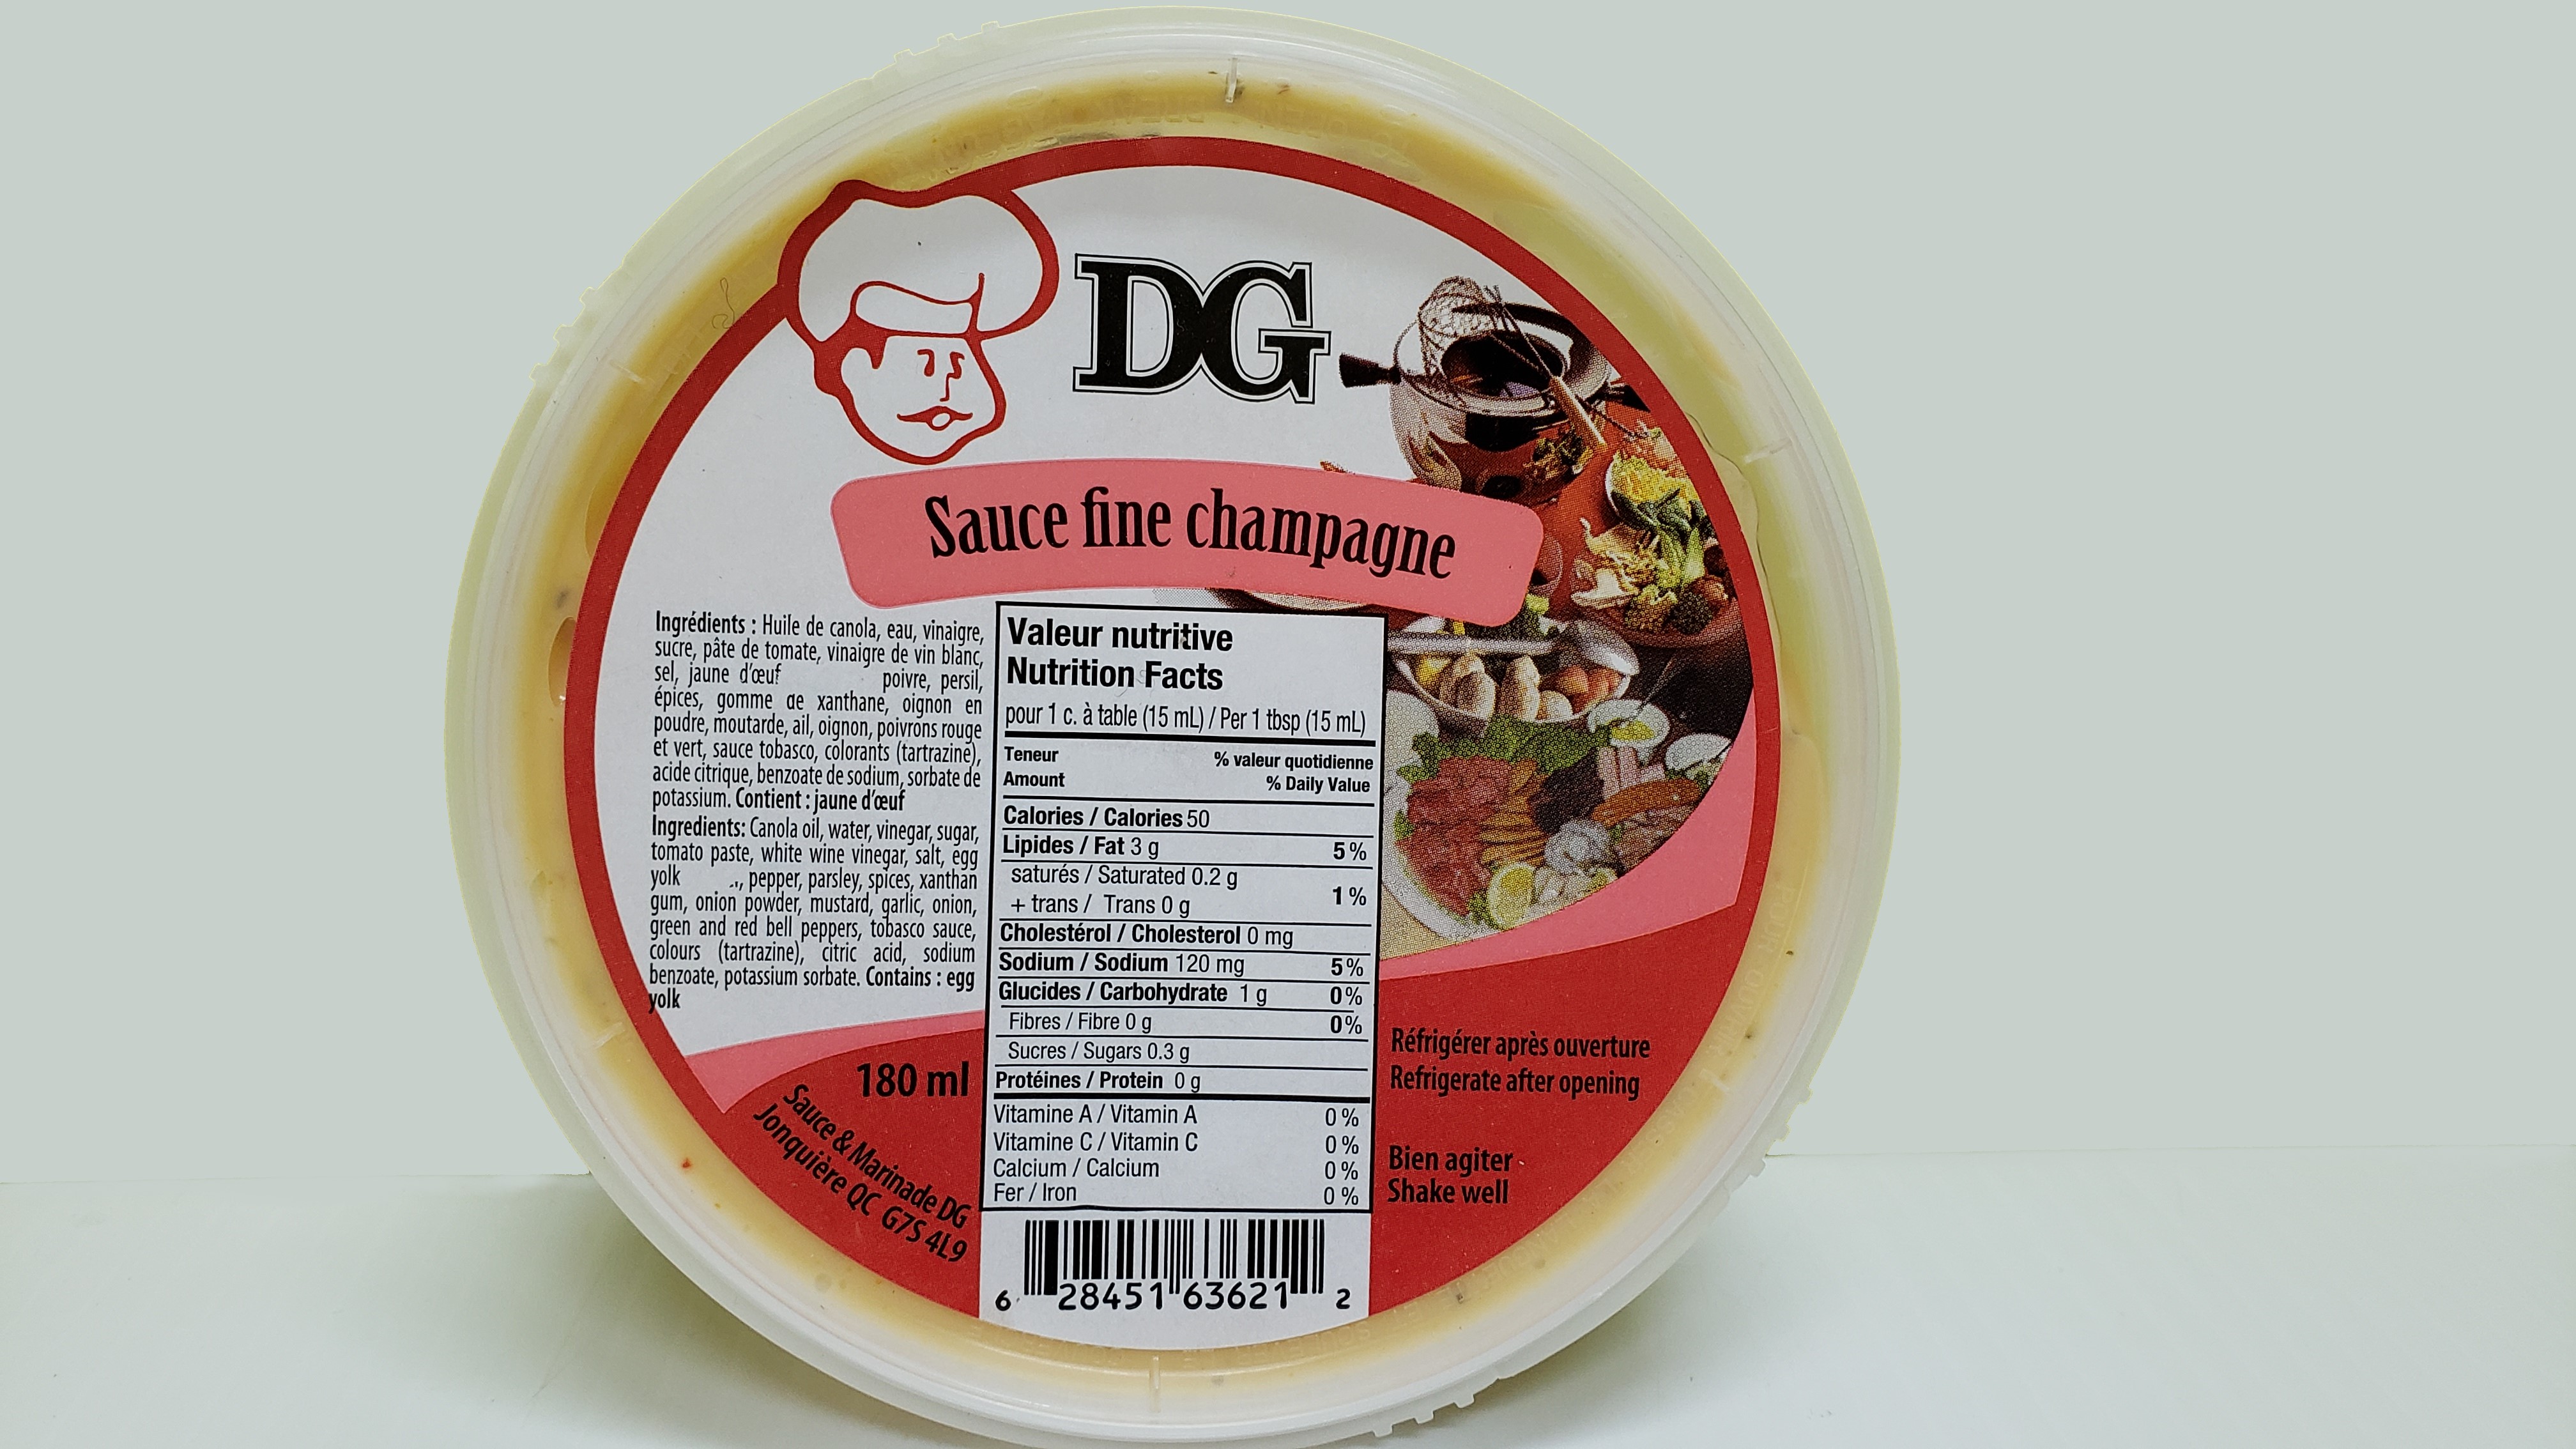 DG
Sauce fine champagne
Ingrédients : Huile de canola, eau, vinaigre,
sucre, pâte de tomate, vinaigre de vin blanc,
sel, jaune d'œuf poivre, persil,
épices, gomme de xanthane, oignon en
poudre, moutarde, ail, oignon, poivrons rouge
et vert, sauce tobasco, colorants (tartrazine),
acide citrique, benzoate de sodium, sorbate de
potassium. Contient : jaune d'œuf
Ingredients: Canola oil, water, vinegar, sugar,
tomato paste, white wine vinegar, salt, egg
yolk , pepper, parsley, spices, xanthan
gum, onion powder, mustard, garlic, onion,
green and red bell peppers, tobasco sauce,
colours (tartrazine), citric acid, sodium
benzoate, potassium sorbate. Contains : egg
yolk
Valeur nutritive
Nutrition Facts
pour 1 c. à table (15 mL) / Per 1 tbsp (15 mL)
Teneur % valeur quotidienne
Amount % Daily Value
Calories / Calories 50
Lipides / Fat 3 g 5 %
saturés / Saturated 0.2 g
+ trans / Trans 0 g 1 %
Cholestérol / Cholesterol 0 mg
Sodium / Sodium 120 mg 5 %
Glucides / Carbohydrate 1 g 0 %
Fibres / Fibre 0 g 0 %
Sucres / Sugars 0.3 g
Protéines / Protein 0 g
Vitamine A / Vitamin A 0 %
Vitamine C / Vitamin C 0 %
Calcium / Calcium 0 %
Fer / Iron 0 %
180 ml
Sauce & Marinade DG
Jonquière QC G7S 4L9
Réfrigérer après ouverture
Refrigerate after opening
Bien agiter
Shake well
6 28451 63621 2